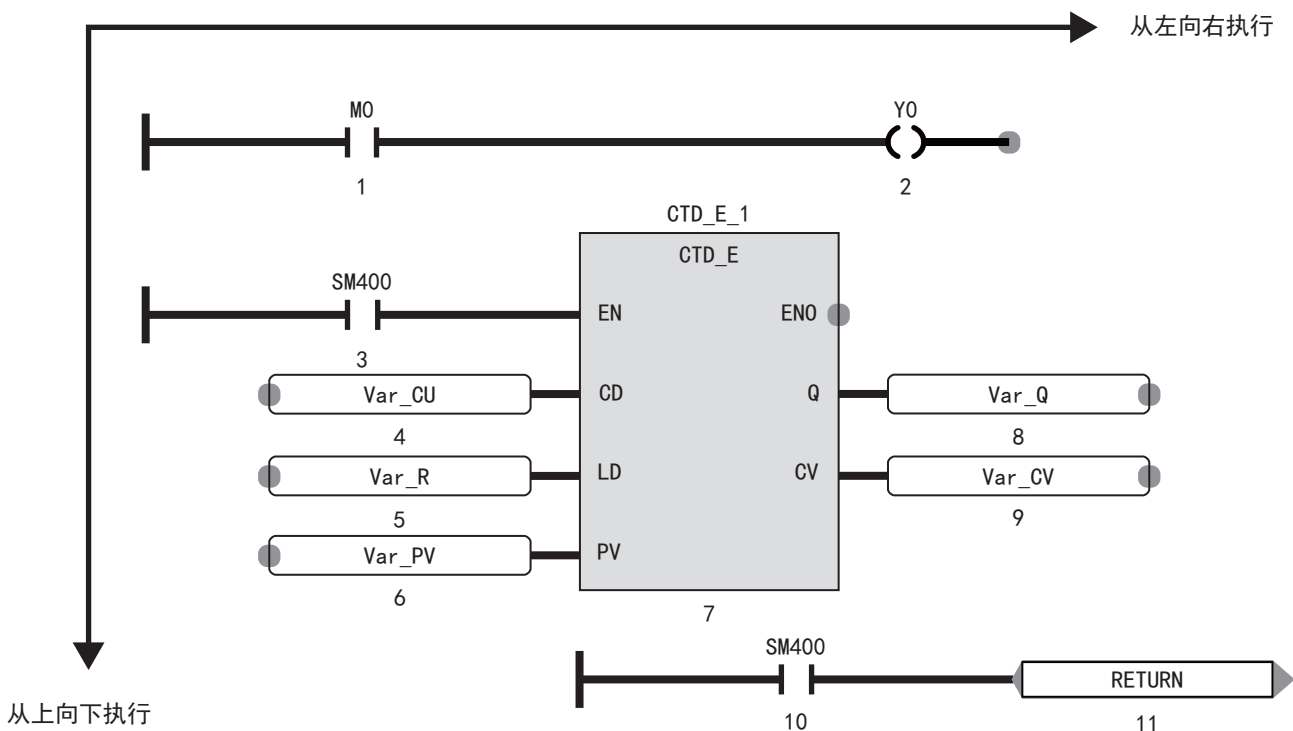 从左向右执行
M0
Y0
1
2
CTD_E_1
CTD_E
SM400
EN
ENO
3
Var_CU
CD
Q
Var_Q
4
8
Var_R
LD
CV
Var_CV
5
9
Var_PV
PV
6
7
SM400
RETURN
从上向下执行
10
11